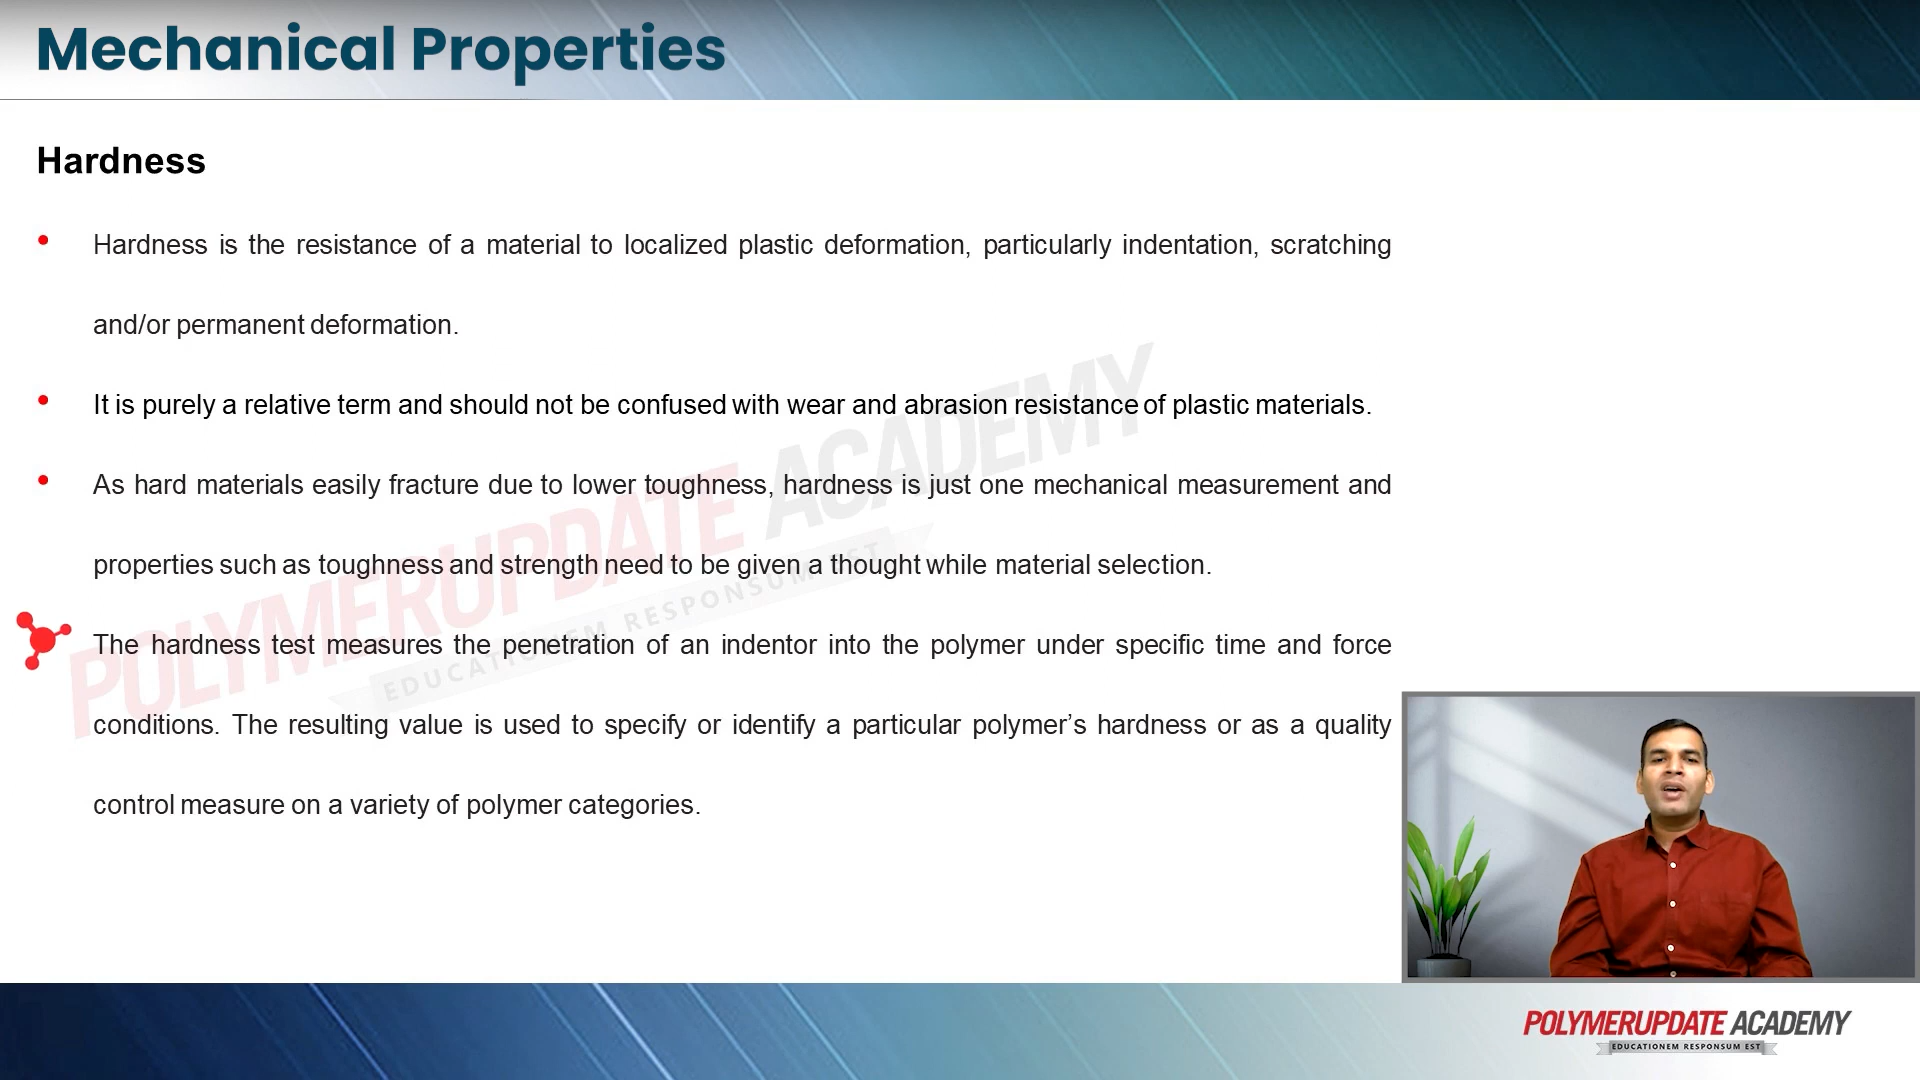 Mechanical Properties
Hardness
• Hardness is the resistance of a material to localized plastic deformation, particularly indentation, scratching
and/or permanent deformation.
• It is purely a relative term and should not be confused with wear and abrasion resistance of plastic materials.
• As hard materials easily fracture due to lower toughness, hardness is just one mechanical measurement and
properties such as toughness and strength need to be given a thought while material selection.
The hardness test measures the penetration of an indentor into the polymer under specific time and force
conditions. The resulting value is used to specify or identify a particular polymer’s hardness or as a quality
control measure on a variety of polymer categories.
POLYMERUPDATE ACADEMY
EDUCATIONEM RESPONSUM EST
POLYMERUPDATE ACADEMY
EDUCATIONEM RESPONSUM EST